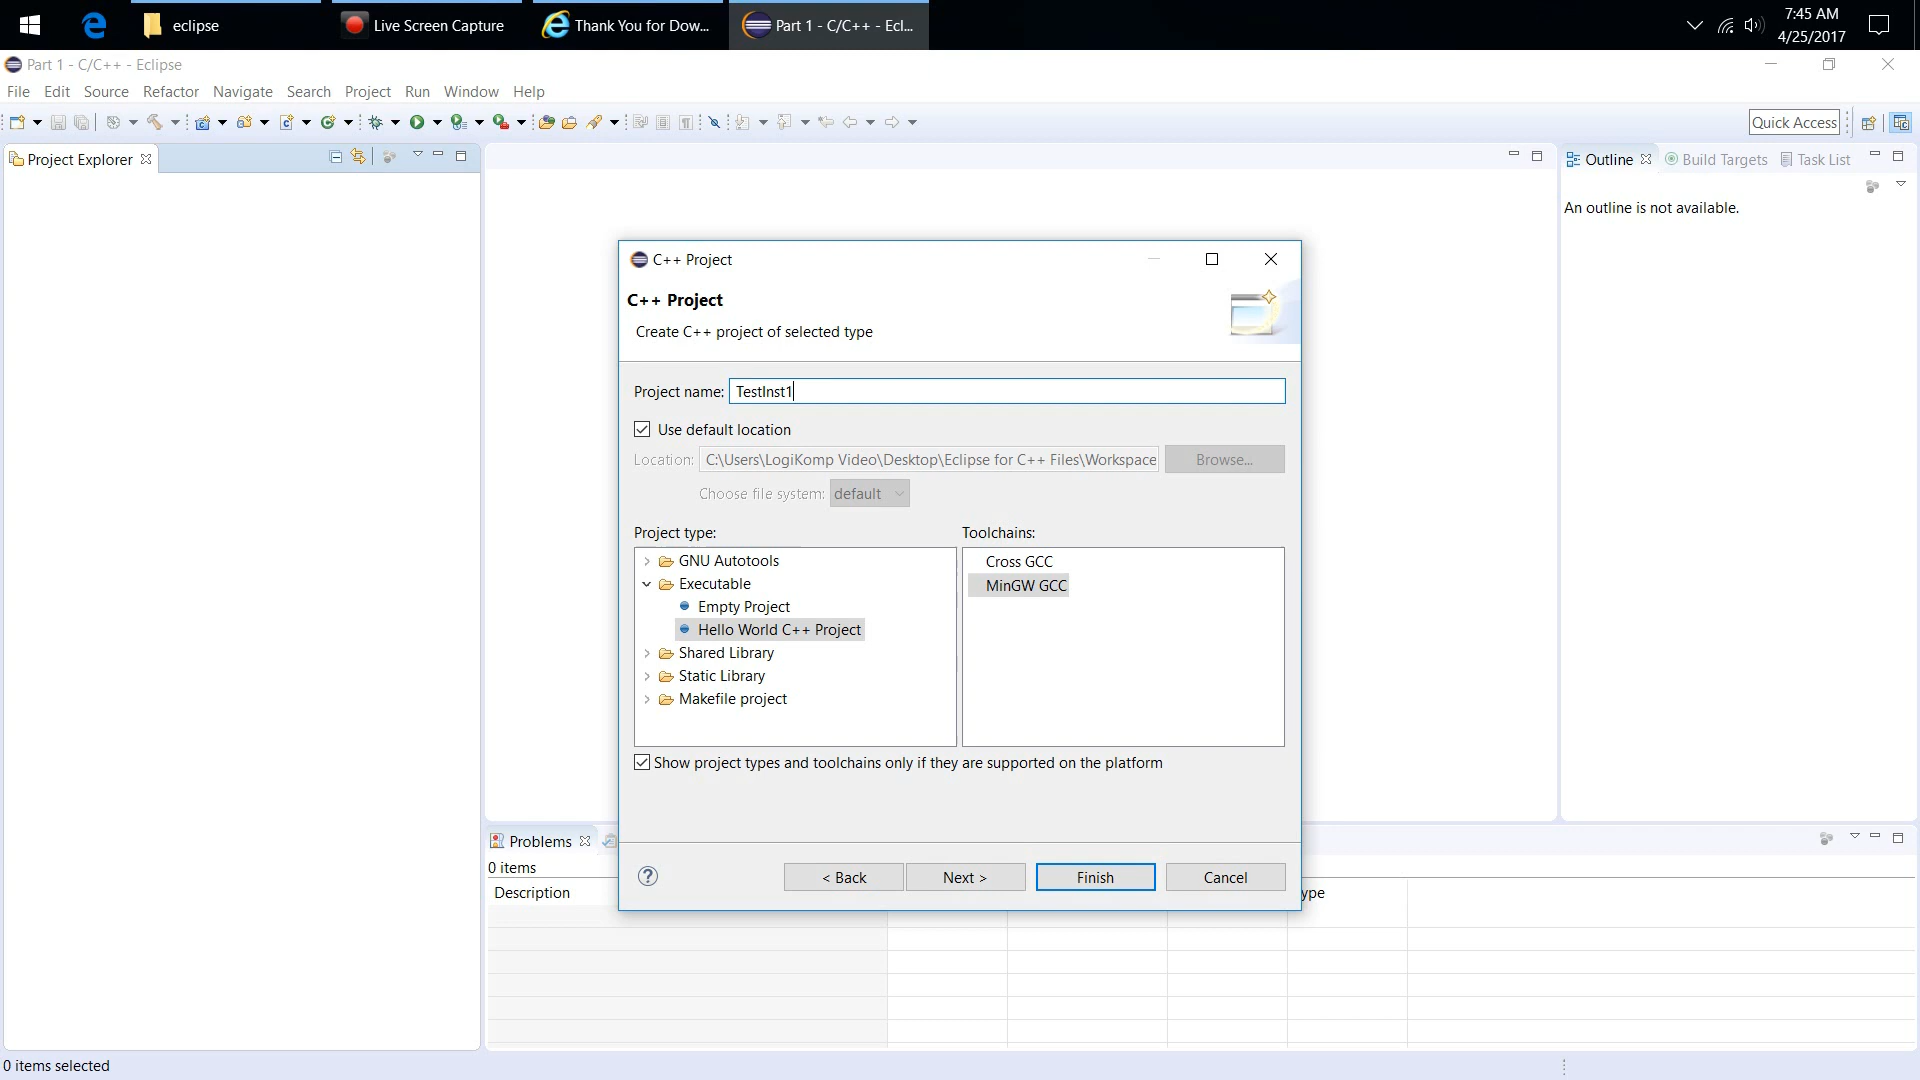 eclipse
Live Screen Capture
Thank You for Dow...
Part 1 - C/C++ - Ecl...
7:45 AM
4/25/2017
Part 1 - C/C++ - Eclipse
File Edit Source Refactor Navigate Search Project Run Window Help
Quick Access
Project Explorer
Outline
Build Targets
Task List
An outline is not available.
C++ Project
C++ Project
Create C++ project of selected type
Project name: TestInst1
Use default location
Location: C:\Users\LogiKomp Video\Desktop\Eclipse for C++ Files\Workspace
Browse...
Choose file system: default
Project type:
Toolchains:
GNU Autotools
Executable
Empty Project
Hello World C++ Project
Shared Library
Static Library
Makefile project
Cross GCC
MinGW GCC
Show project types and toolchains only if they are supported on the platform
< Back
Next >
Finish
Cancel
Problems
0 items
Description
ype
0 items selected